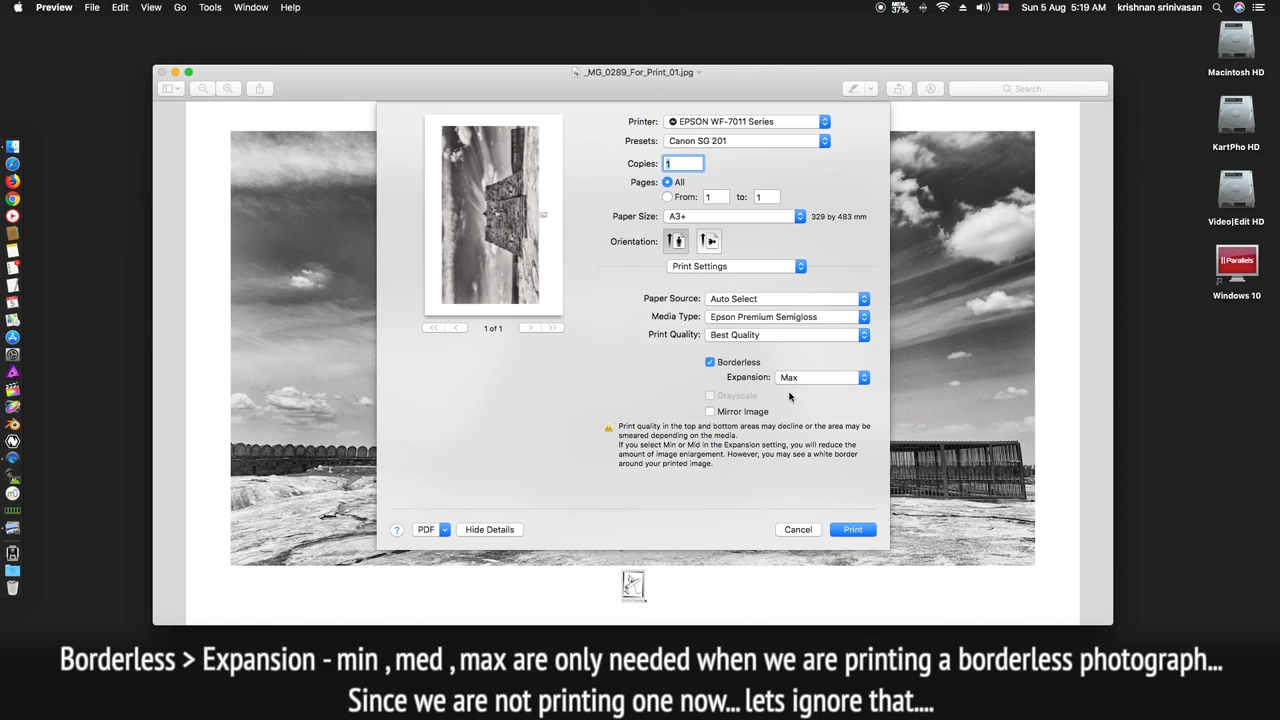 Preview File Edit View Go Tools Window Help MEM 37% Sun 5 Aug 5:19 AM krishnan srinivasan
_MG_0289_For_Print_01.jpg
Search
Macintosh HD
KartPho HD
Video|Edit HD
Parallels
Windows 10
Printer: EPSON WF-7011 Series
Presets: Canon SG 201
Copies: 1
Pages: All
From: 1 to: 1
Paper Size: A3+ 329 by 483 mm
Orientation:
Print Settings
Paper Source: Auto Select
Media Type: Epson Premium Semigloss
Print Quality: Best Quality
Borderless
Expansion: Max
Grayscale
Mirror Image
Print quality in the top and bottom areas may decline or the area may be
smeared depending on the media.
If you select Min or Mid in the Expansion setting, you will reduce the
amount of image enlargement. However, you may see a white border
around your printed image.
1 of 1
? PDF Hide Details Cancel Print
Borderless > Expansion - min , med , max are only needed when we are printing a borderless photograph...
Since we are not printing one now... lets ignore that....